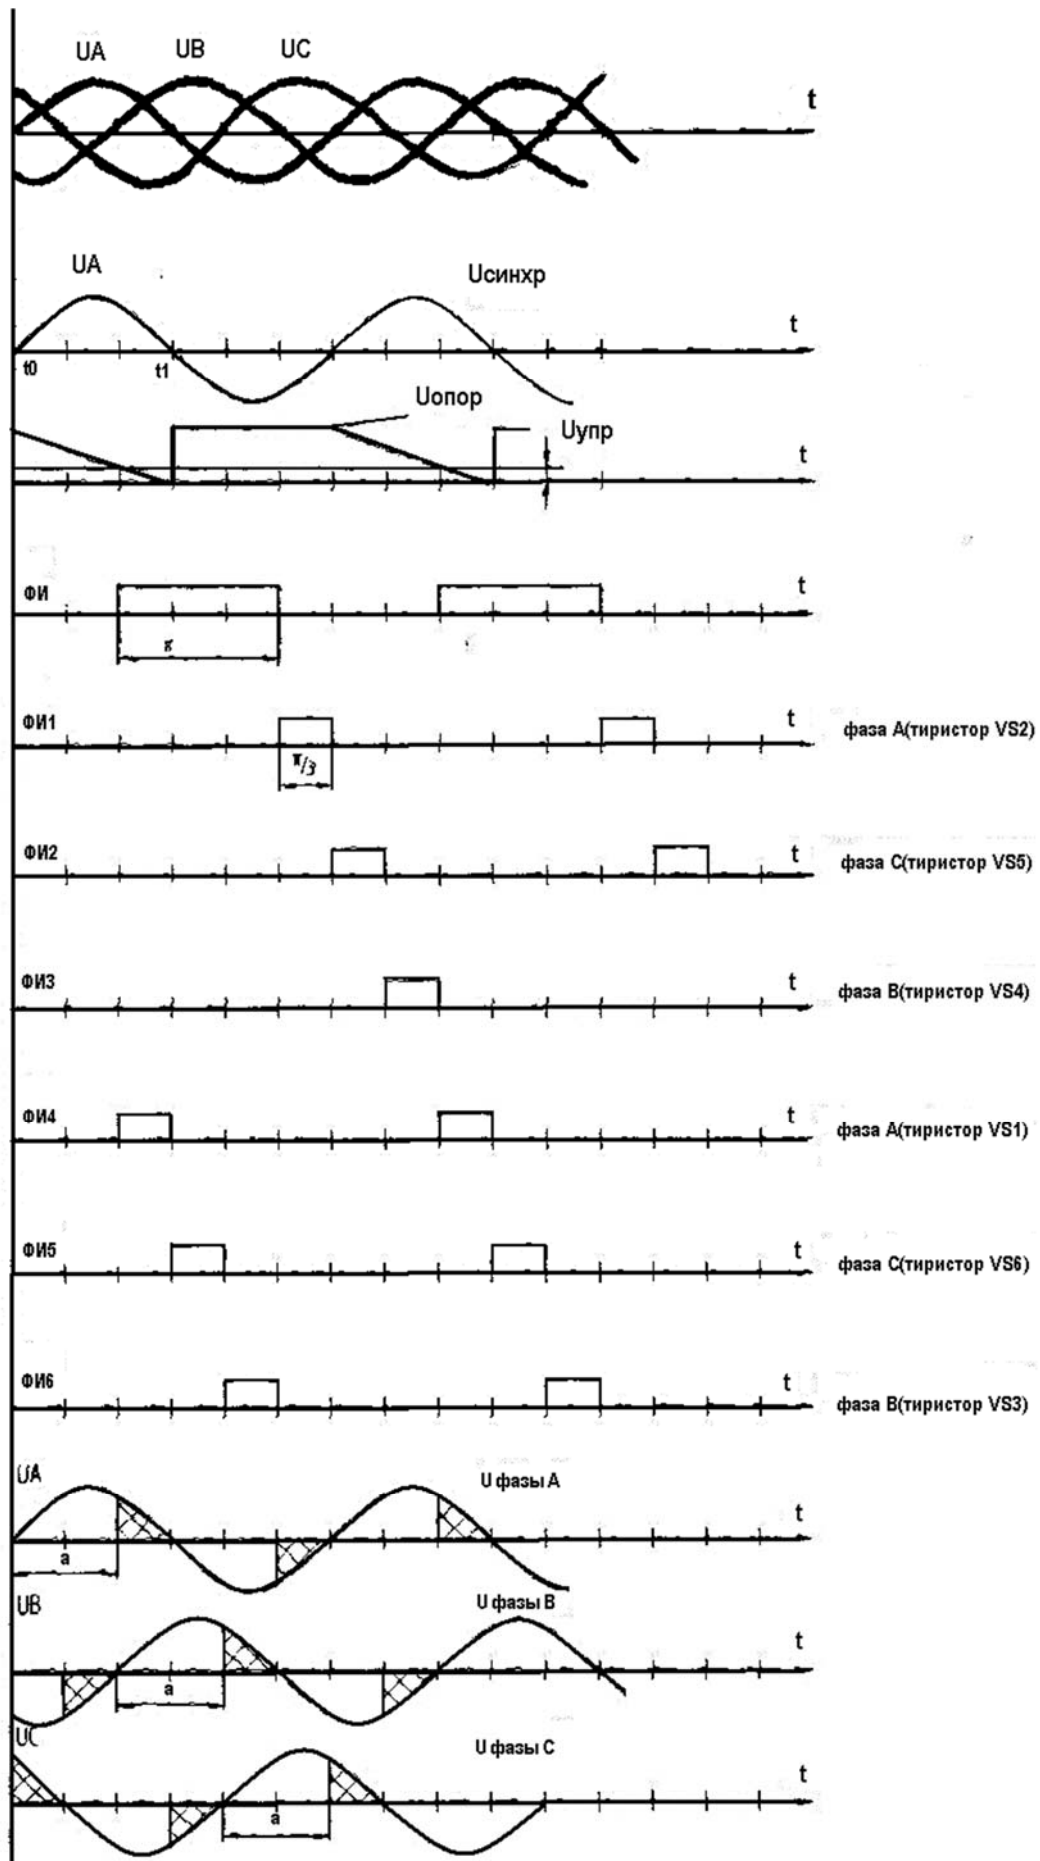 UA UB UC
t
UA
Uсинхр
t
t0 t1
Uопор
Uупр
t
ФИ t
π
ФИ1 t фаза A(тиристор VS2)
π/3
ФИ2 t фаза C(тиристор VS5)
ФИ3 t фаза B(тиристор VS4)
ФИ4 t фаза A(тиристор VS1)
ФИ5 t фаза C(тиристор VS6)
ФИ6 t фаза B(тиристор VS3)
UA U фазы A
t
a
UB U фазы B
t
a
UC U фазы C
t
a